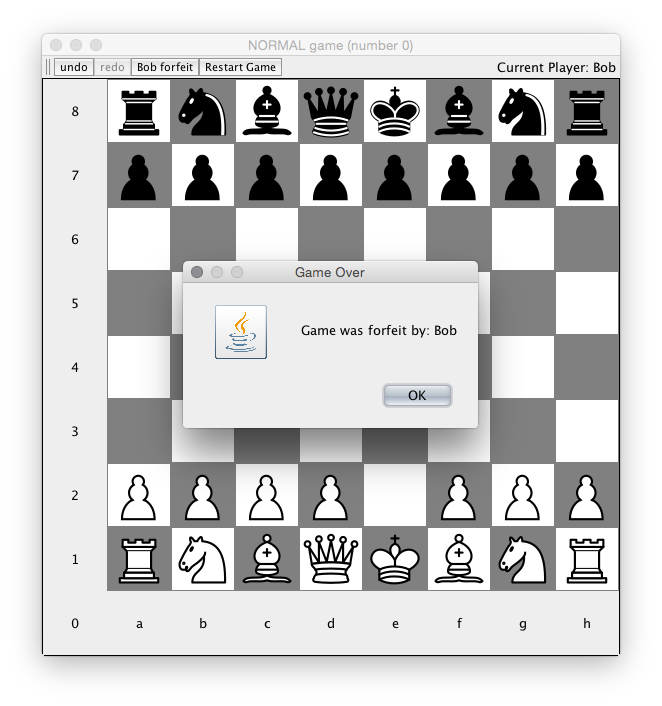 NORMAL game (number 0)
undo redo Bob forfeit Restart Game Current Player: Bob
8
7
6
Game Over
5
Game was forfeit by: Bob
4
OK
3
2
1
0 a b c d e f g h